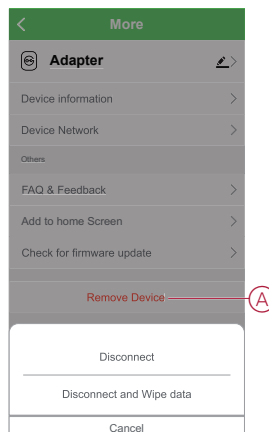 More
Adapter
Device information
Device Network
Others
FAQ & Feedback
Add to home Screen
Check for firmware update
Remove Device
A
Disconnect
Disconnect and Wipe data
Cancel